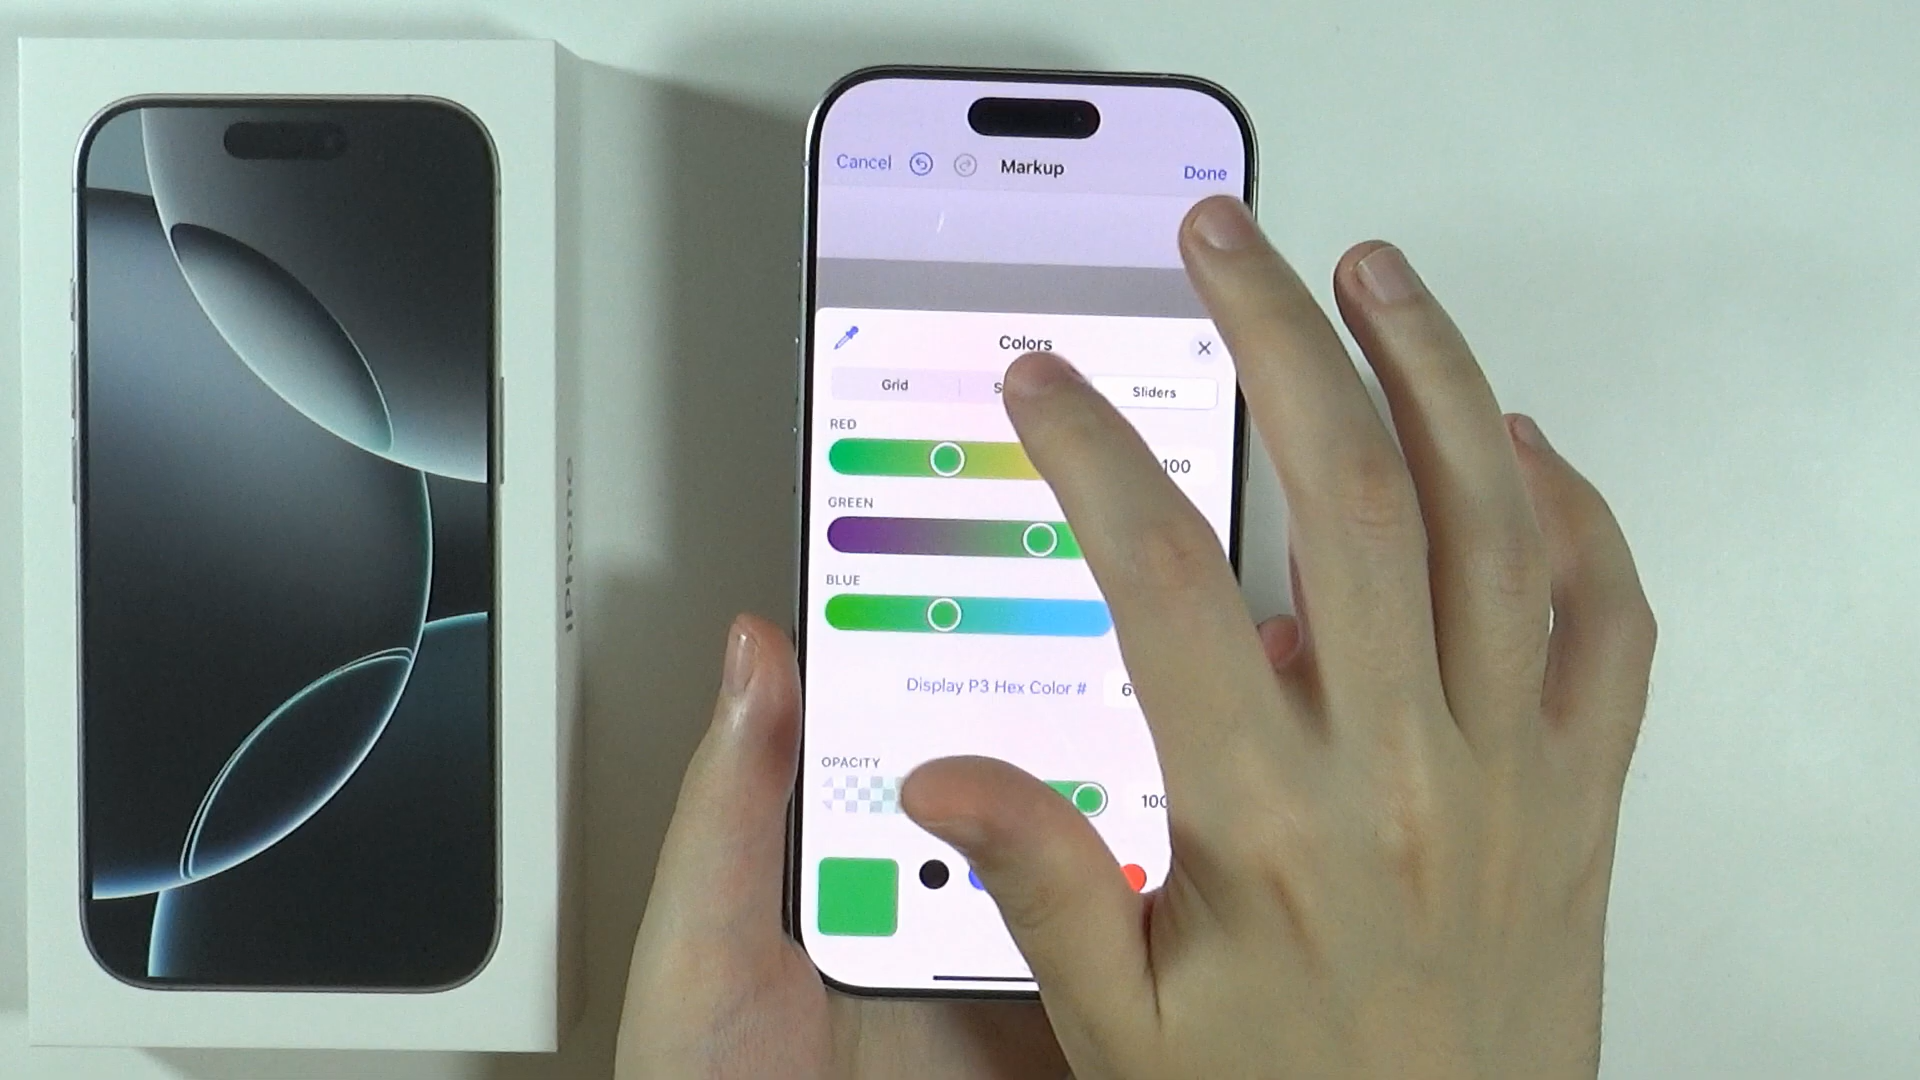 Cancel Markup Done
Colors
Grid Sliders
RED
100
GREEN
BLUE
Display P3 Hex Color #
OPACITY
iPhone